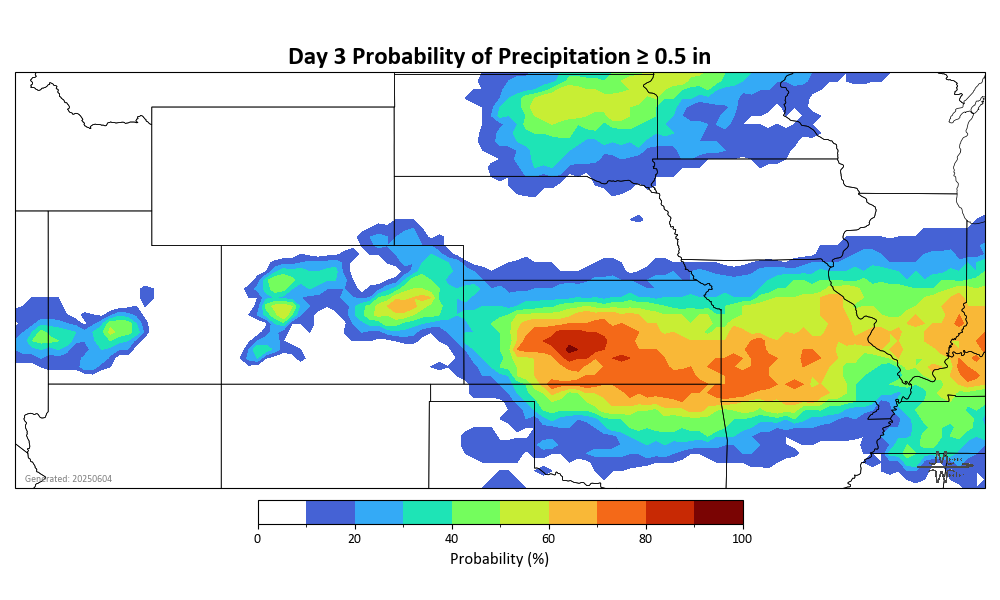 Day 3 Probability of Precipitation ≥ 0.5 in
Generated: 20250604
0 20 40 60 80 100
Probability (%)